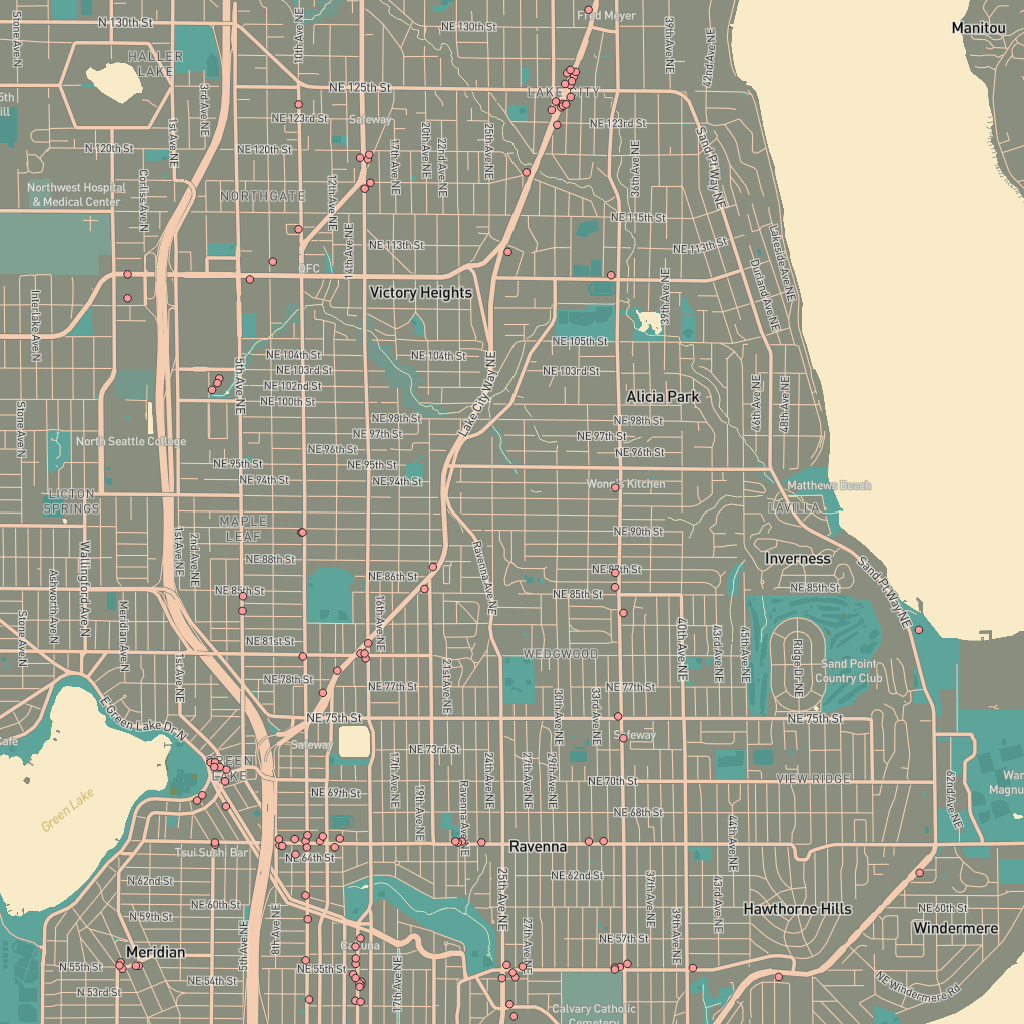 Fred Meyer
NE 130th St
N 130th St
NE 130th St
Manitou
Stone Ave N
10th Ave NE
39th Ave NE
42nd Ave NE
HALLER
LAKE
NE 125th St
LAKE CITY
3rd Ave NE
NE 123rd St
Safeway
NE 123rd St
1st Ave NE
20th Ave NE
22nd Ave NE
25th Ave NE
17th Ave NE
36th Ave NE
Sand Pt Way NE
N 120th St
NE 120th St
Northwest Hospital
& Medical Center
Corliss Ave N
NORTHGATE
12th Ave NE
NE 115th St
14th Ave NE
NE 113th St
NE 113th St
Lakeside Ave NE
Durland Ave NE
QFC
Victory Heights
39th Ave NE
Interlake Ave N
NE 105th St
NE 104th St
NE 104th St
NE 103rd St
NE 103rd St
NE 102nd St
NE 100th St
5th Ave NE
Lake City Way NE
Alicia Park
46th Ave NE
48th Ave NE
Stone Ave N
NE 98th St
NE 98th St
NE 97th St
NE 97th St
North Seattle College
NE 96th St
NE 96th St
NE 95th St
NE 95th St
NE 94th St
NE 94th St
Wong's Kitchen
Matthews Beach
LICTON
SPRINGS
LAVILLA
MAPLE
LEAF
NE 90th St
1st Ave NE
2nd Ave NE
Wallingford Ave N
NE 88th St
Ravenna Ave NE
Inverness
NE 86th St
NE 87th St
NE 85th St
NE 85th St
NE 85th St
Sand Pt Way NE
Ashworth Ave N
Meridian Ave N
Stone Ave N
16th Ave NE
40th Ave NE
43rd Ave NE
45th Ave NE
NE 81st St
WEDGWOOD
Ridge Dr NE
Sand Point
Country Club
1st Ave NE
NE 78th St
NE 77th St
21st Ave NE
NE 77th St
30th Ave NE
33rd Ave NE
E Green Lake Dr N
NE 75th St
NE 75th St
Safeway
Safeway
NE 73rd St
GREEN
LAKE
17th Ave NE
19th Ave NE
24th Ave NE
27th Ave NE
29th Ave NE
NE 70th St
VIEW RIDGE
62nd Ave NE
NE 69th St
Ravenna Ave NE
NE 68th St
Green Lake
44th Ave NE
Tsui Sushi Bar
NE 64th St
Ravenna
N 62nd St
NE 62nd St
25th Ave NE
37th Ave NE
43rd Ave NE
NE 60th St
Hawthorne Hills
NE 60th St
N 59th St
8th Ave NE
39th Ave NE
Windermere
NE 57th St
27th Ave NE
5th Ave NE
Meridian
N 55th St
NE 55th St
17th Ave NE
NE 54th St
N 53rd St
NE Windermere Rd
Calvary Catholic
Cemetery